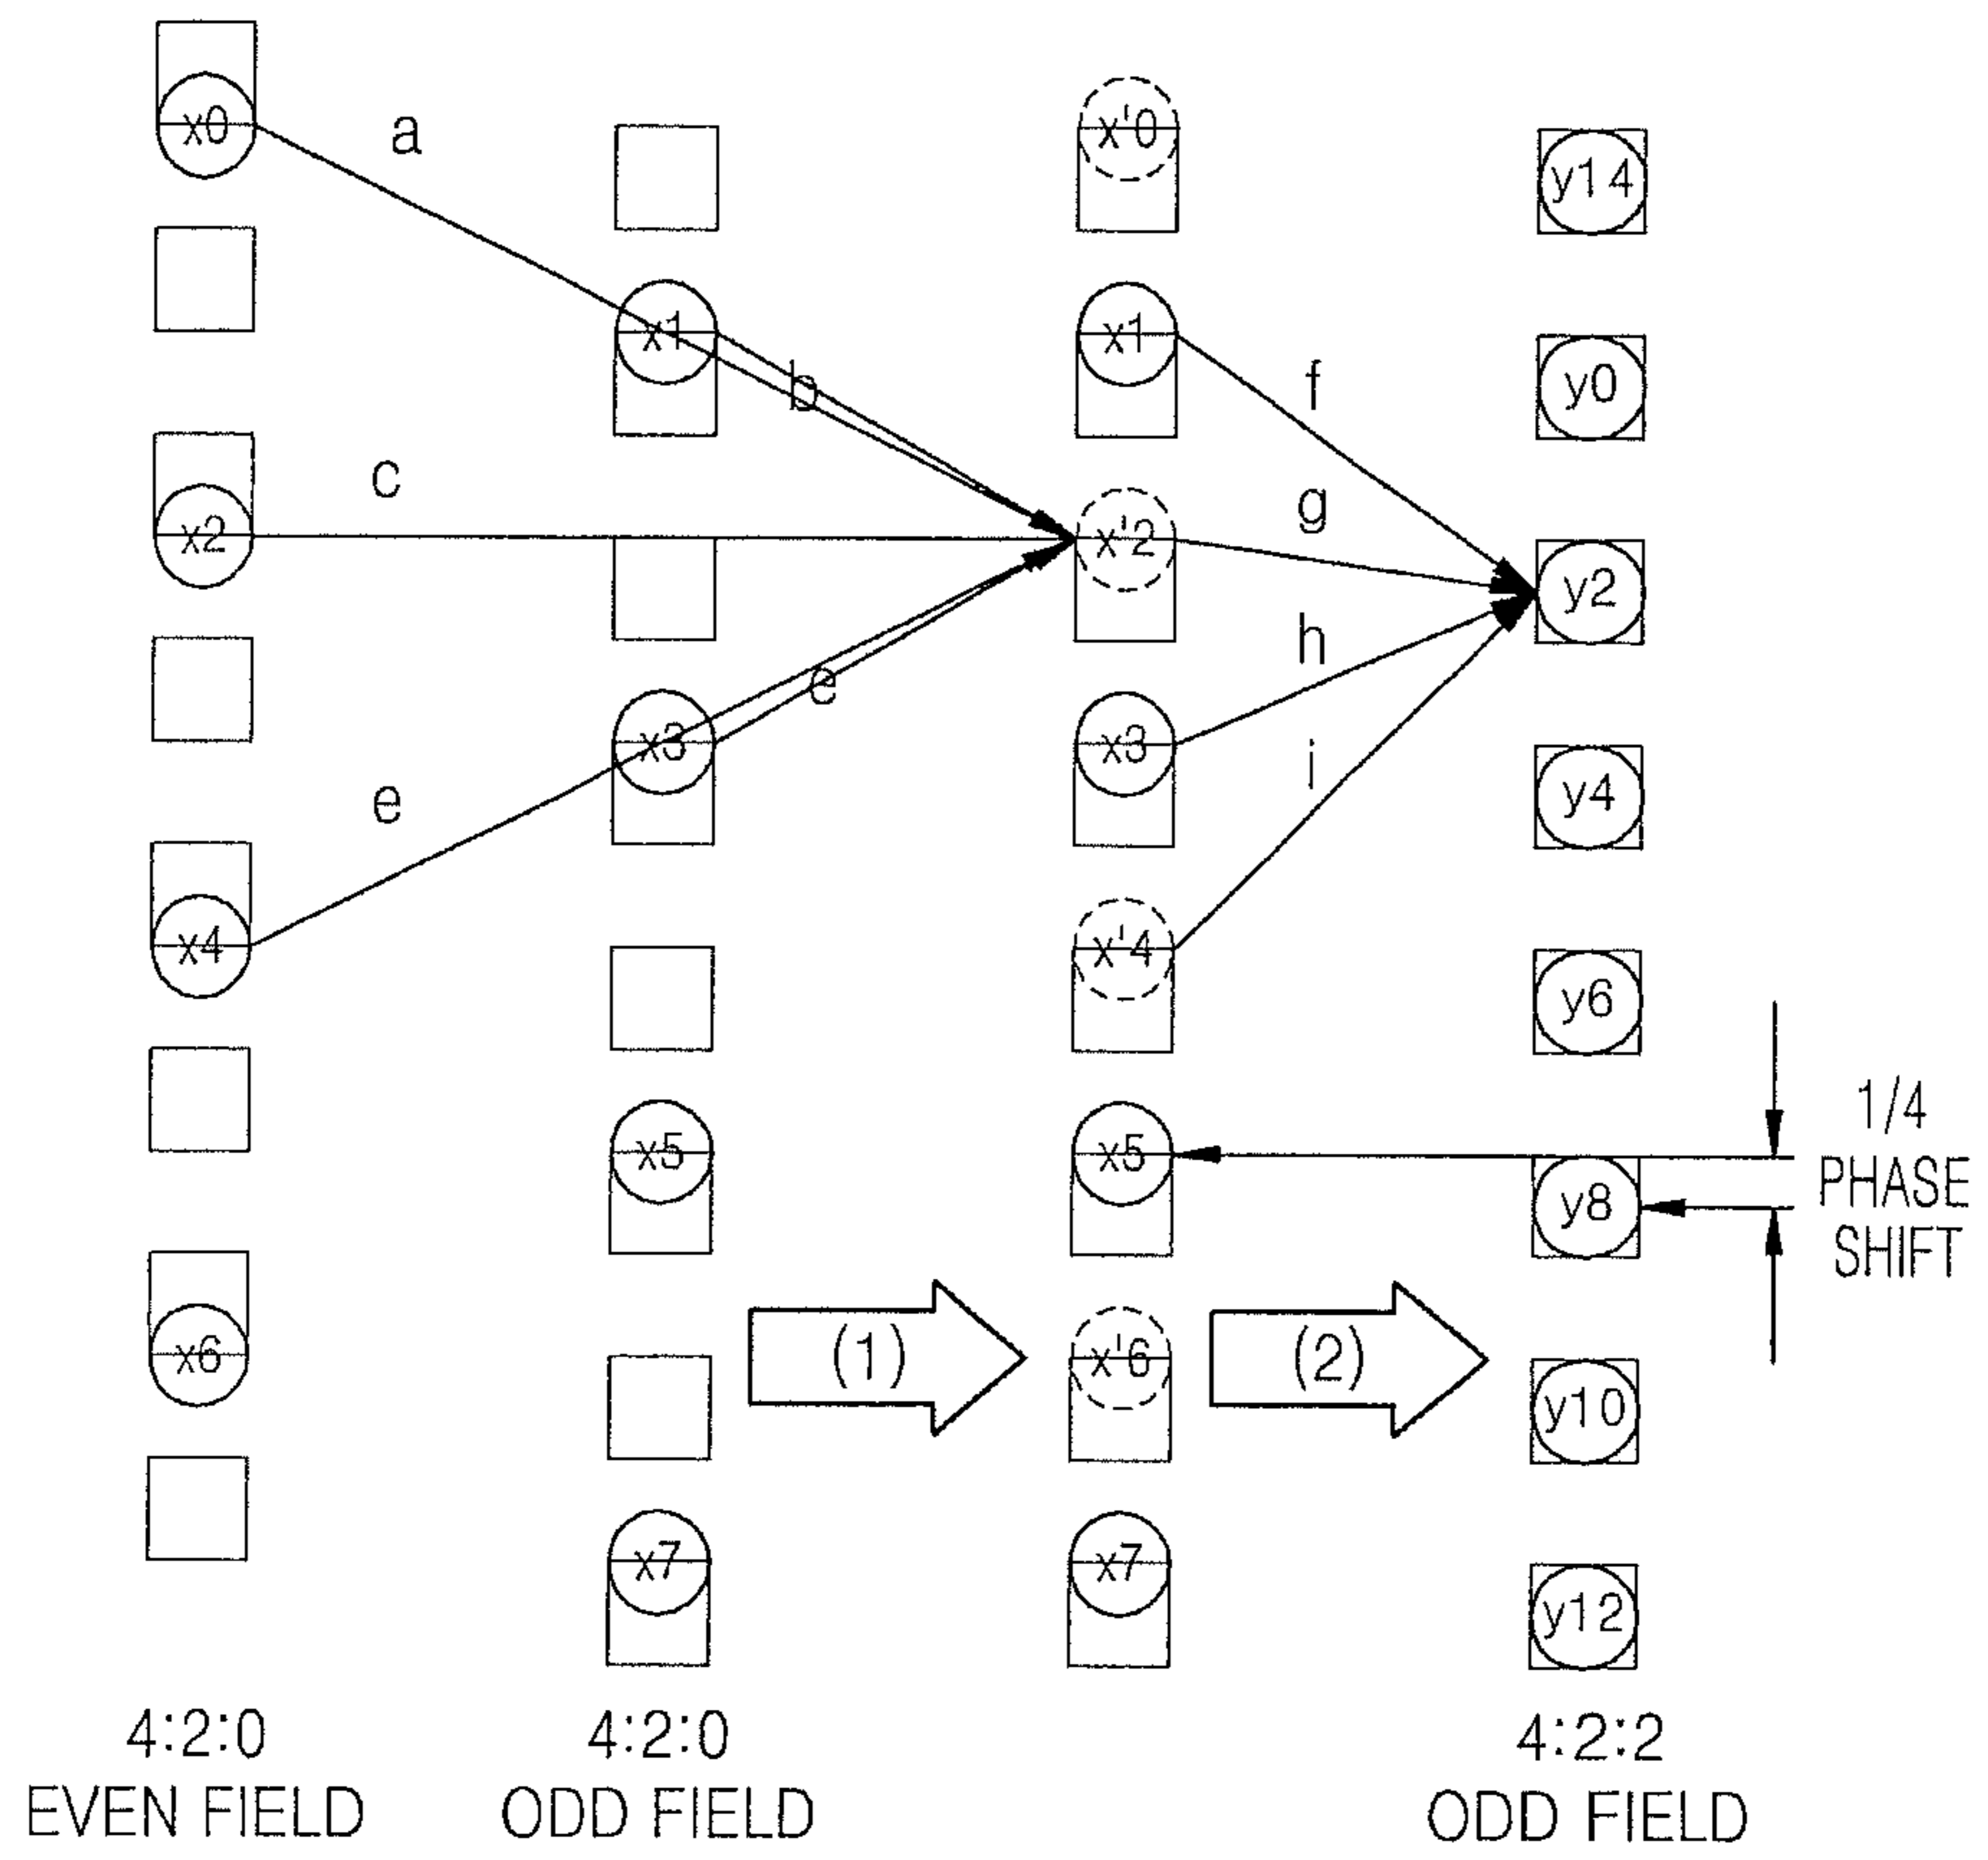 x0
a
x'0
y14
x1
b
x1
f
y0
c
x2
x'2
g
y2
h
e
x3
x3
i
y4
e
x4
x'4
y6
1/4
PHASE
SHIFT
x5
x5
y8
x6
(1)
x'6
(2)
y10
x7
x7
y12
4:2:0
EVEN FIELD
4:2:0
ODD FIELD
4:2:2
ODD FIELD